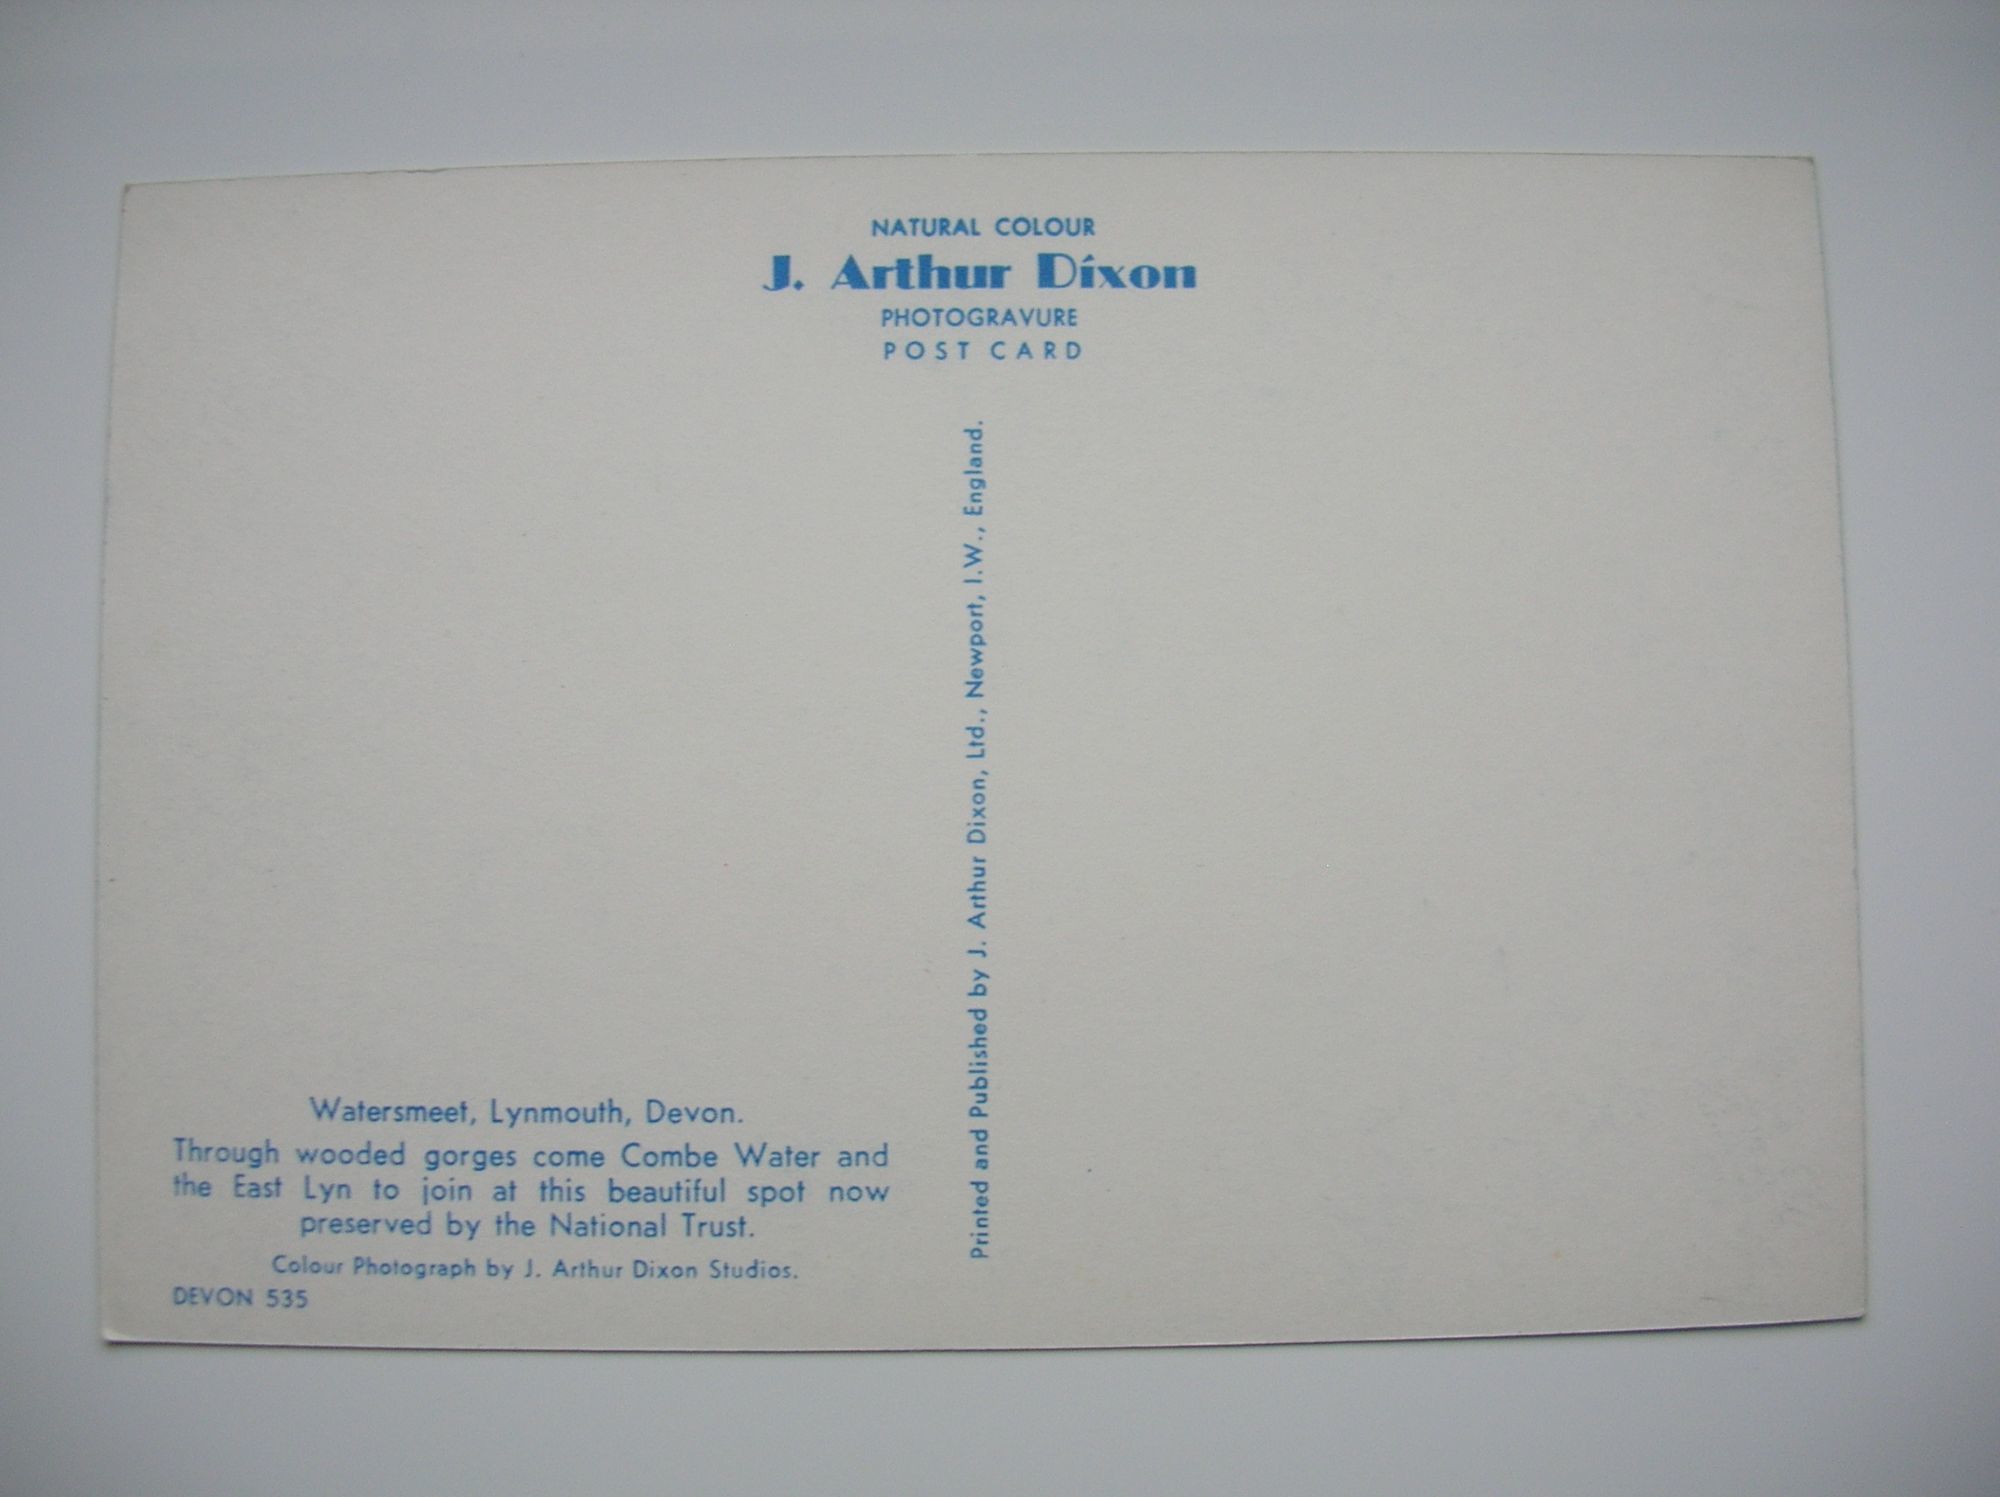 NATURAL COLOUR
J. Arthur Dixon
PHOTOGRAVURE
POST CARD
Printed and Published by J. Arthur Dixon, Ltd., Newport, I.W., England.
Watersmeet, Lynmouth, Devon.
Through wooded gorges come Combe Water and
the East Lyn to join at this beautiful spot now
preserved by the National Trust.
Colour Photograph by J. Arthur Dixon Studios.
DEVON 535